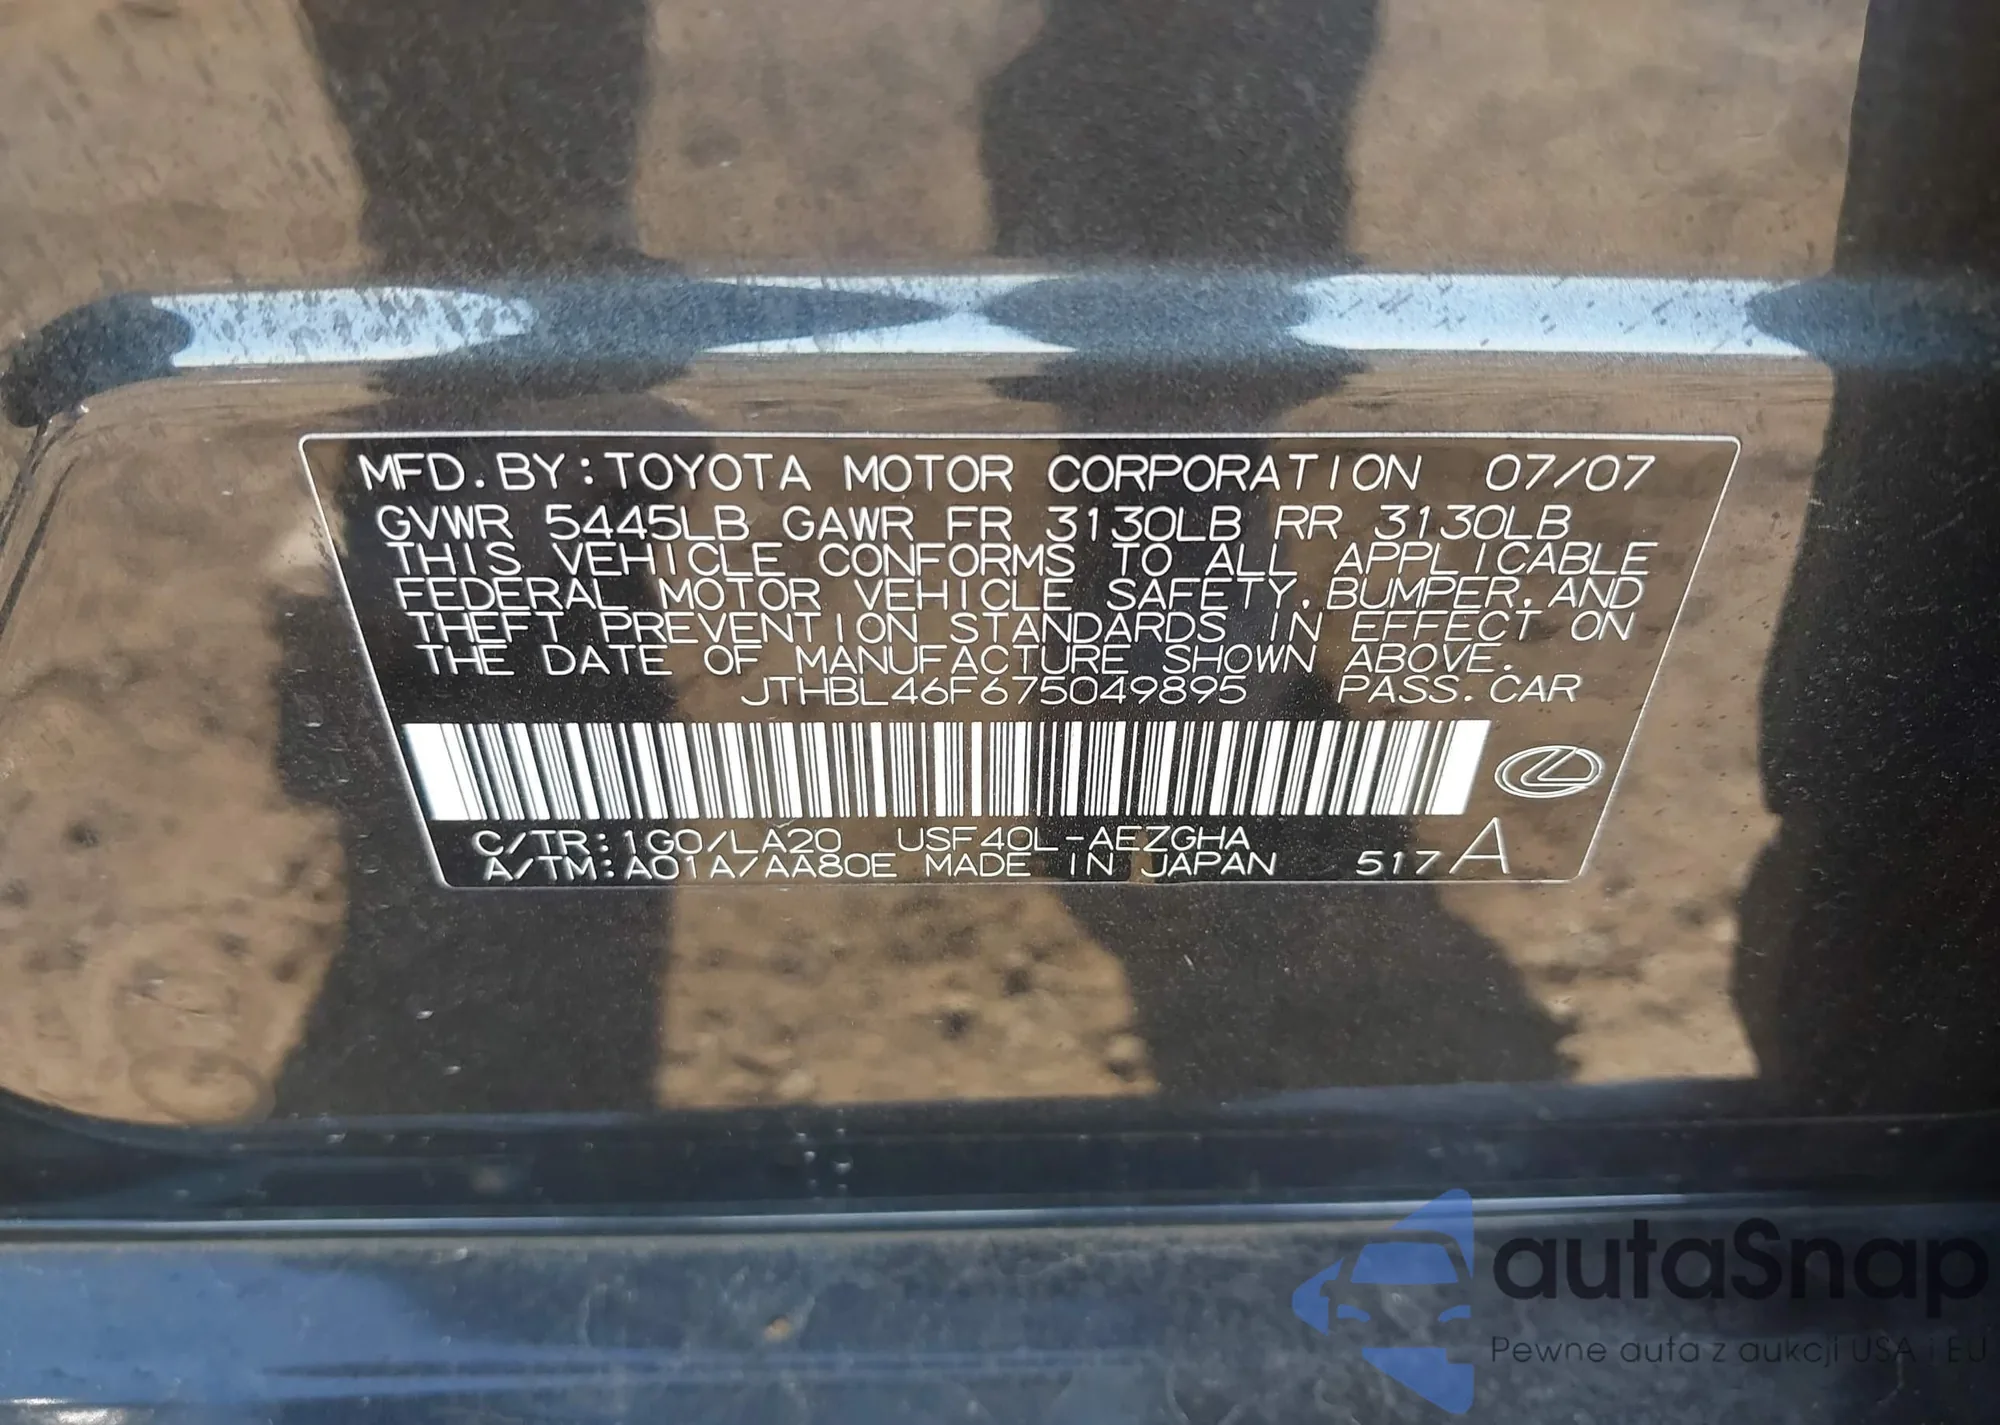 MFD.BY:TOYOTA MOTOR CORPORATION 07/07
GVWR 5445LB GAWR FR 3130LB RR 3130LB
THIS VEHICLE CONFORMS TO ALL APPLICABLE
FEDERAL MOTOR VEHICLE SAFETY, BUMPER, AND
THEFT PREVENTION STANDARDS IN EFFECT ON
THE DATE OF MANUFACTURE SHOWN ABOVE.
JTHBL46F675049895 PASS.CAR
C/TR:1G0/LA20 USF40L-AEZGHA
A/TM:A01A/AA80E MADE IN JAPAN 517A
autaSnap
Pewne auta z aukcji USA i EU